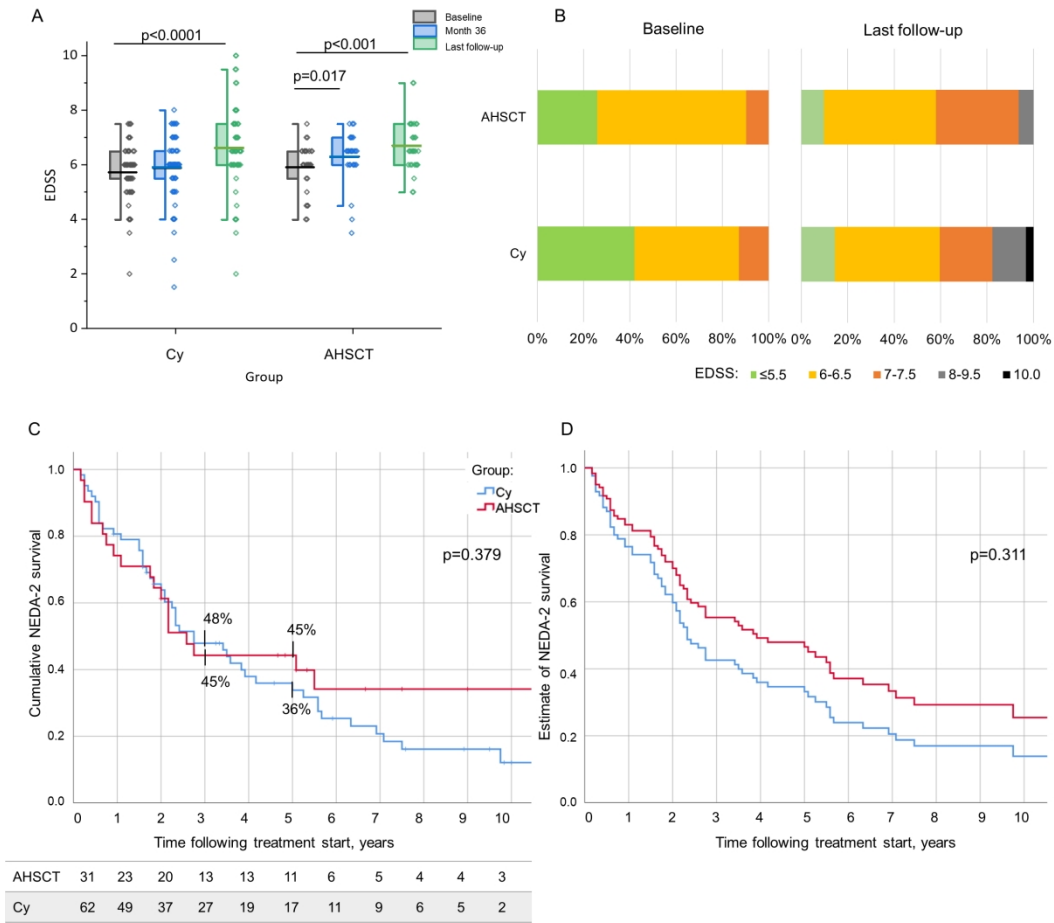 A
Baseline
Month 36
Last follow-up
p<0.0001
p<0.001
p=0.017
10
8
6
4
2
0
EDSS
Cy
AHSCT
Group
B
Baseline
Last follow-up
AHSCT
Cy
0% 20% 40% 60% 80% 100% 0% 20% 40% 60% 80% 100%
EDSS: ≤5.5 6-6.5 7-7.5 8-9.5 10.0
C
Group:
Cy
AHSCT
p=0.379
1.0
0.8
0.6
0.4
0.2
0.0
Cumulative NEDA-2 survival
48%
45%
45%
36%
0 1 2 3 4 5 6 7 8 9 10
Time following treatment start, years
AHSCT 31 23 20 13 13 11 6 5 4 4 3
Cy 62 49 37 27 19 17 11 9 6 5 2
D
p=0.311
1.0
0.8
0.6
0.4
0.2
0.0
Estimate of NEDA-2 survival
0 1 2 3 4 5 6 7 8 9 10
Time following treatment start, years